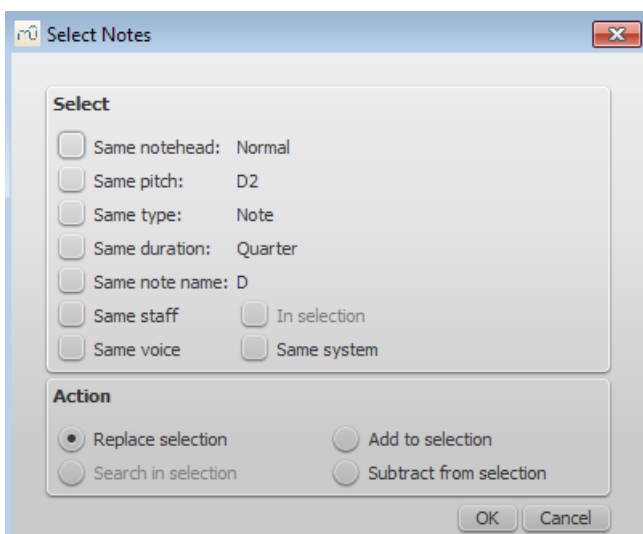 Select Notes
Select
Same notehead: Normal
Same pitch: D2
Same type: Note
Same duration: Quarter
Same note name: D
Same staff In selection
Same voice Same system
Action
Replace selection Add to selection
Search in selection Subtract from selection
OK Cancel